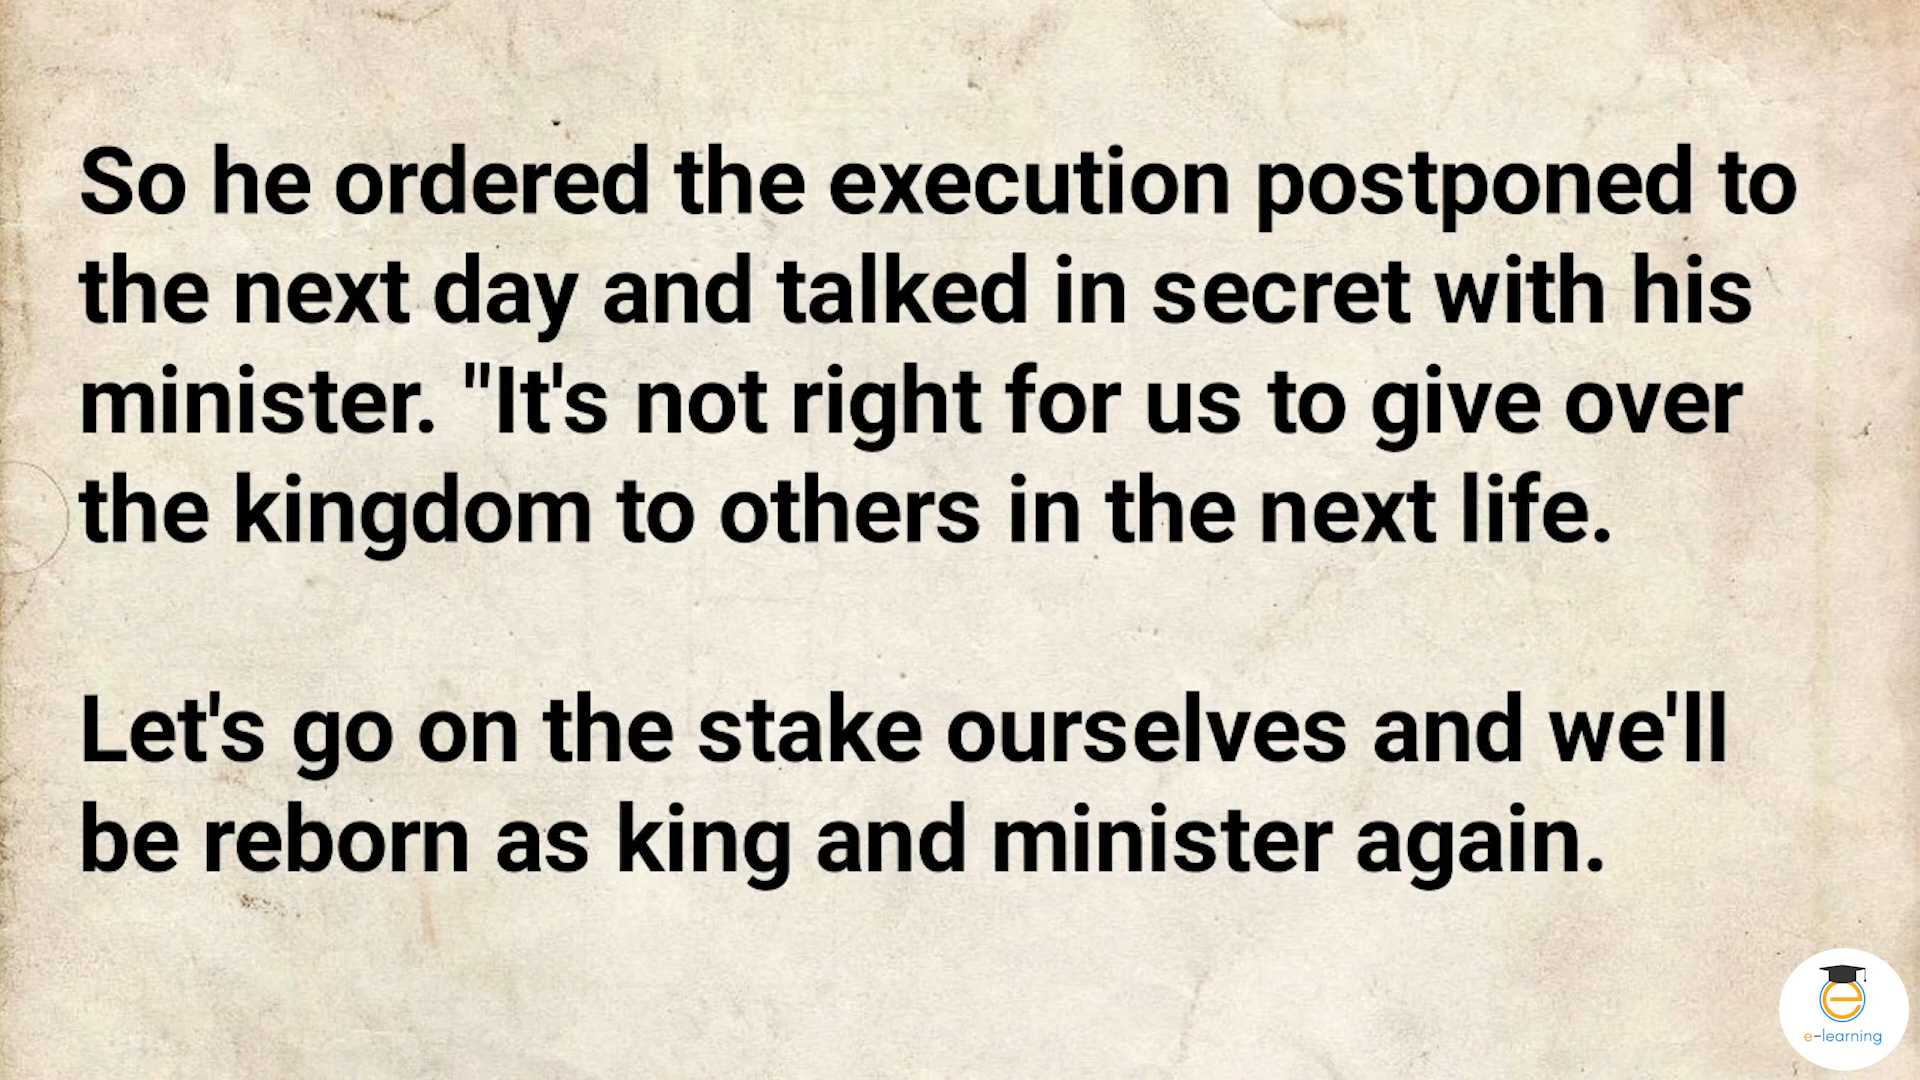 So he ordered the execution postponed to
the next day and talked in secret with his
minister. "It's not right for us to give over
the kingdom to others in the next life.
Let's go on the stake ourselves and we'll
be reborn as king and minister again.
e-learning